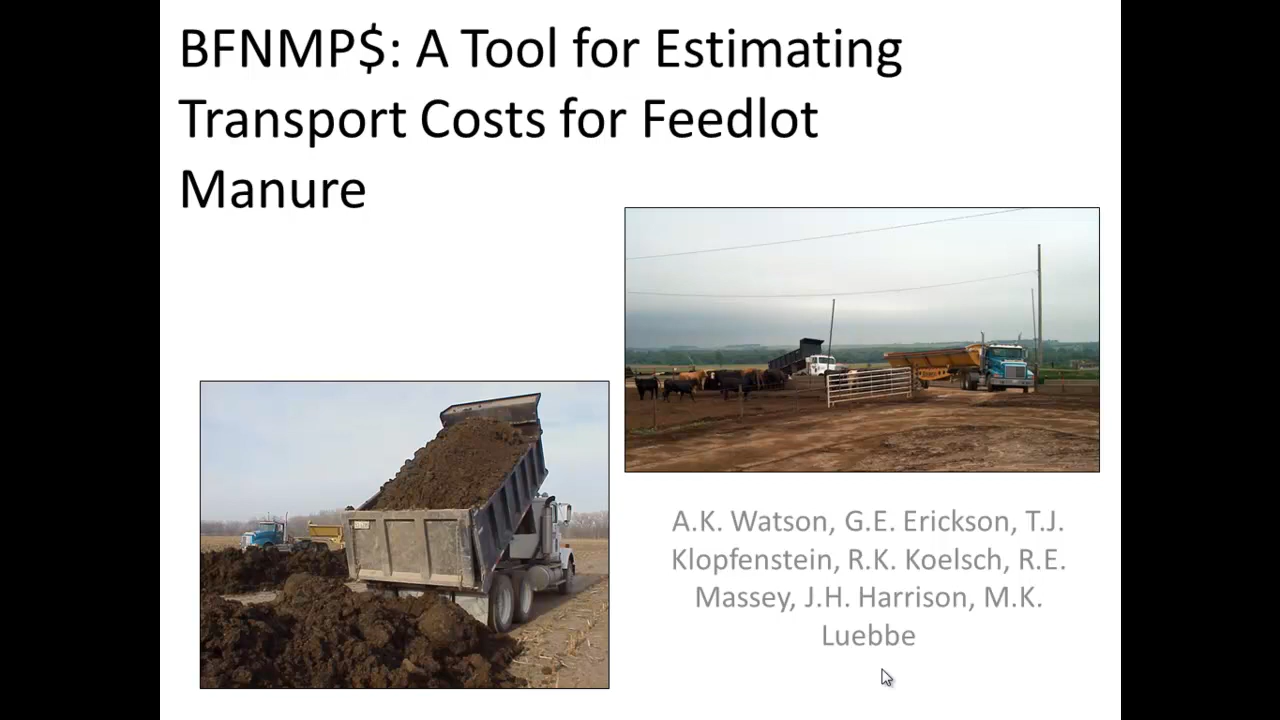 BFNMP$: A Tool for Estimating
Transport Costs for Feedlot
Manure
A.K. Watson, G.E. Erickson, T.J.
Klopfenstein, R.K. Koelsch, R.E.
Massey, J.H. Harrison, M.K.
Luebbe